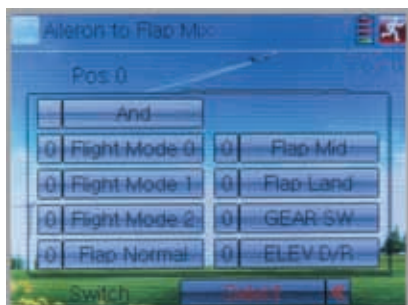 Aileron to Flap Mix
Pos 0
And
0 Flight Mode 0 0 Flap Mid
0 Flight Mode 1 0 Flap Land
0 Flight Mode 2 0 GEAR SW
0 Flap Normal 0 ELEV D/R
Switch